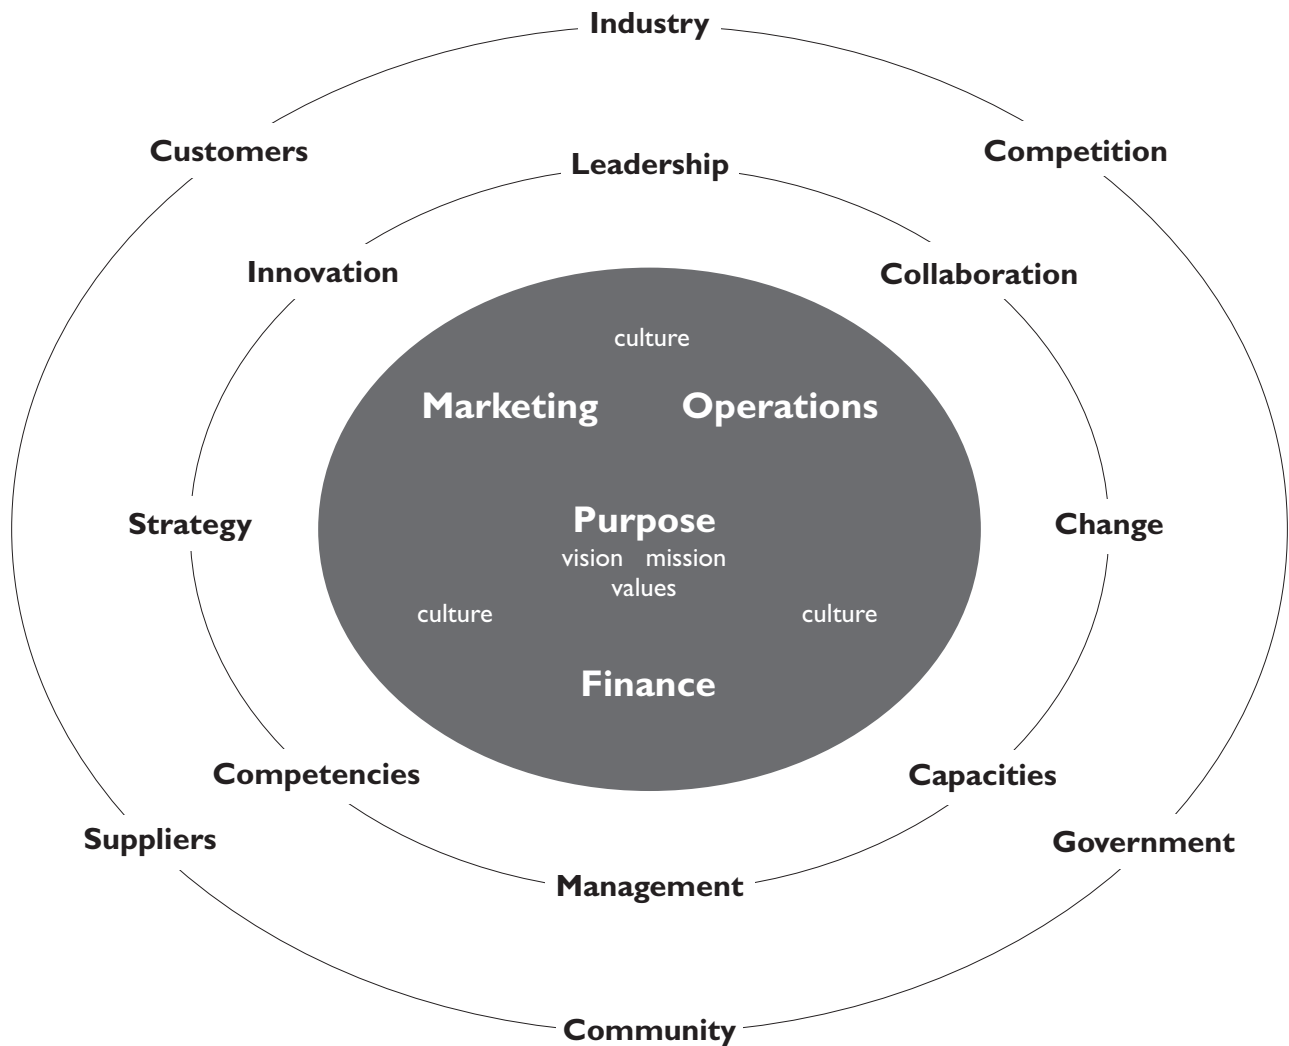 Industry
Customers
Competition
Leadership
Innovation
Collaboration
culture
Marketing
Operations
Strategy
Purpose
Change
vision mission
values
culture
culture
Finance
Competencies
Capacities
Suppliers
Government
Management
Community